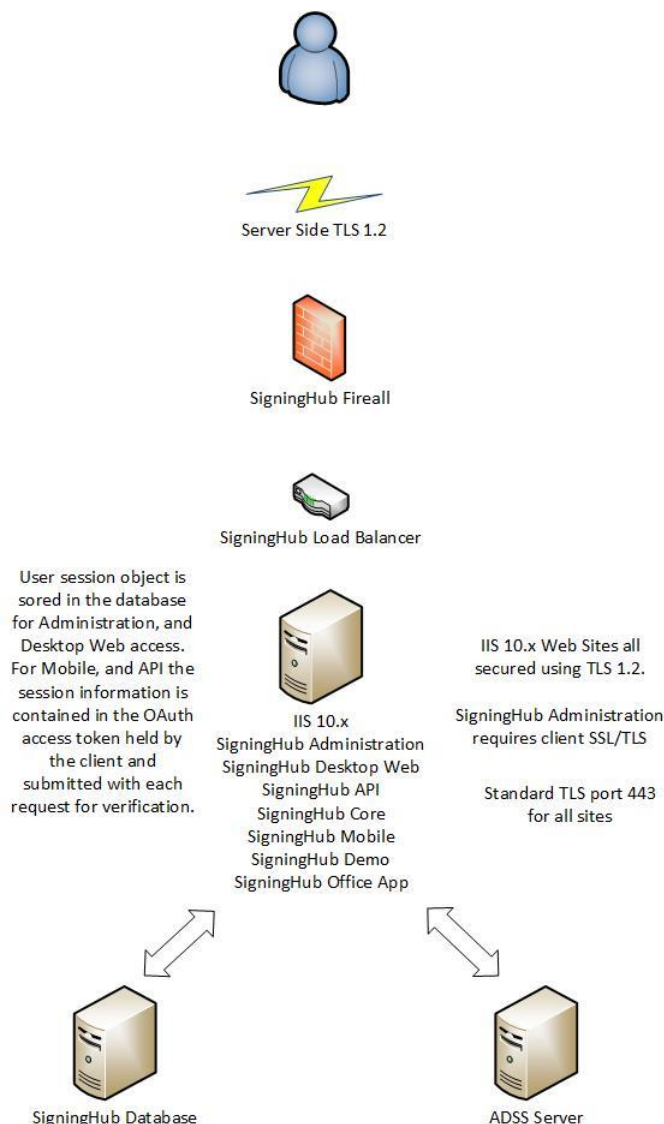 Server Side TLS 1.2
SigningHub Fireall
SigningHub Load Balancer
User session object is
sored in the database
for Administration, and
Desktop Web access.
For Mobile, and API the
session information is
contained in the OAuth
access token held by
the client and
submitted with each
request for verification.
IIS 10.x
SigningHub Administration
SigningHub Desktop Web
SigningHub API
SigningHub Core
SigningHub Mobile
SigningHub Demo
SigningHub Office App
IIS 10.x Web Sites all
secured using TLS 1.2.
SigningHub Administration
requires client SSL/TLS
Standard TLS port 443
for all sites
SigningHub Database
ADSS Server